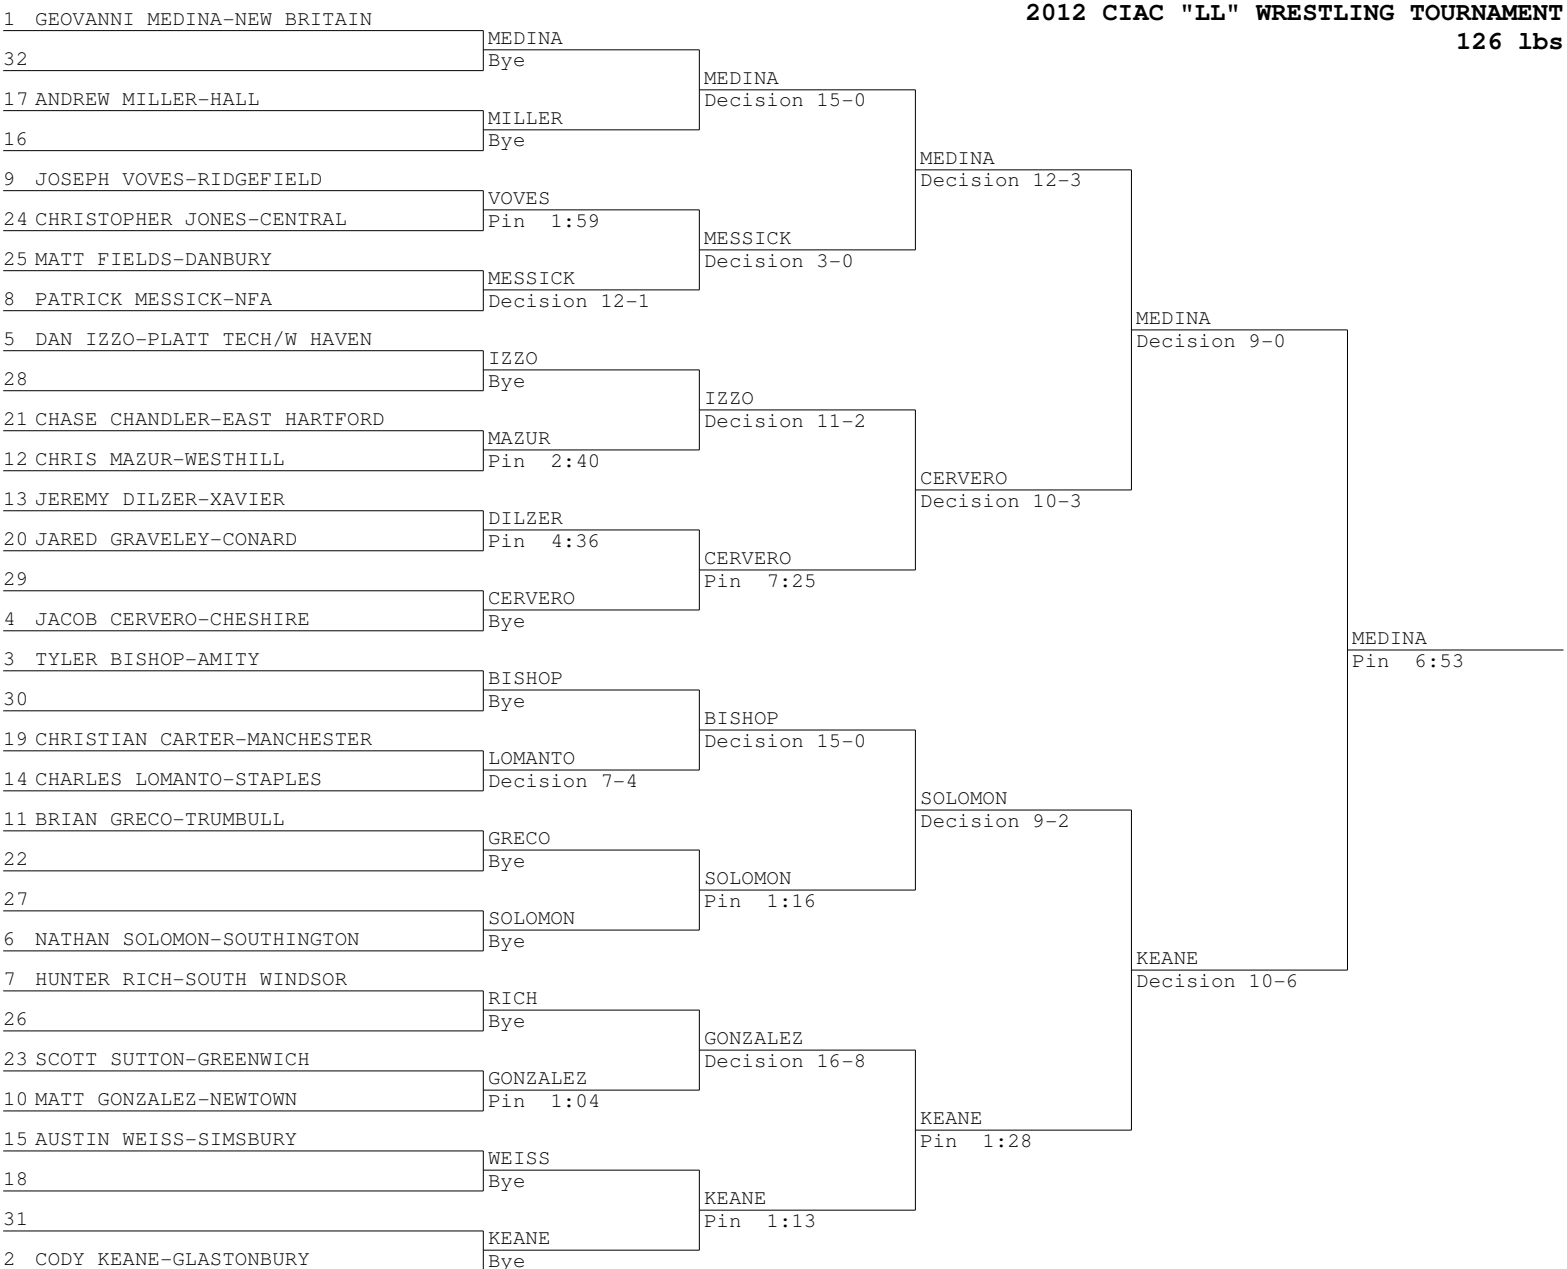 2012 CIAC "LL" WRESTLING TOURNAMENT
126 lbs
1 GEOVANNI MEDINA-NEW BRITAIN
32
17 ANDREW MILLER-HALL
16
9 JOSEPH VOVES-RIDGEFIELD
24 CHRISTOPHER JONES-CENTRAL
25 MATT FIELDS-DANBURY
8 PATRICK MESSICK-NFA
5 DAN IZZO-PLATT TECH/W HAVEN
28
21 CHASE CHANDLER-EAST HARTFORD
12 CHRIS MAZUR-WESTHILL
13 JEREMY DILZER-XAVIER
20 JARED GRAVELEY-CONARD
29
4 JACOB CERVERO-CHESHIRE
3 TYLER BISHOP-AMITY
30
19 CHRISTIAN CARTER-MANCHESTER
14 CHARLES LOMANTO-STAPLES
11 BRIAN GRECO-TRUMBULL
22
27
6 NATHAN SOLOMON-SOUTHINGTON
7 HUNTER RICH-SOUTH WINDSOR
26
23 SCOTT SUTTON-GREENWICH
10 MATT GONZALEZ-NEWTOWN
15 AUSTIN WEISS-SIMSBURY
18
31
2 CODY KEANE-GLASTONBURY
MEDINA
Bye
MILLER
Bye
VOVES
Pin 1:59
MESSICK
Decision 12-1
IZZO
Bye
MAZUR
Pin 2:40
DILZER
Pin 4:36
CERVERO
Bye
BISHOP
Bye
LOMANTO
Decision 7-4
GRECO
Bye
SOLOMON
Bye
RICH
Bye
GONZALEZ
Pin 1:04
WEISS
Bye
KEANE
Bye
MEDINA
Decision 15-0
MESSICK
Decision 3-0
IZZO
Decision 11-2
CERVERO
Pin 7:25
BISHOP
Decision 15-0
SOLOMON
Pin 1:16
GONZALEZ
Decision 16-8
KEANE
Pin 1:13
MEDINA
Decision 12-3
CERVERO
Decision 10-3
SOLOMON
Decision 9-2
KEANE
Pin 1:28
MEDINA
Decision 9-0
KEANE
Decision 10-6
MEDINA
Pin 6:53